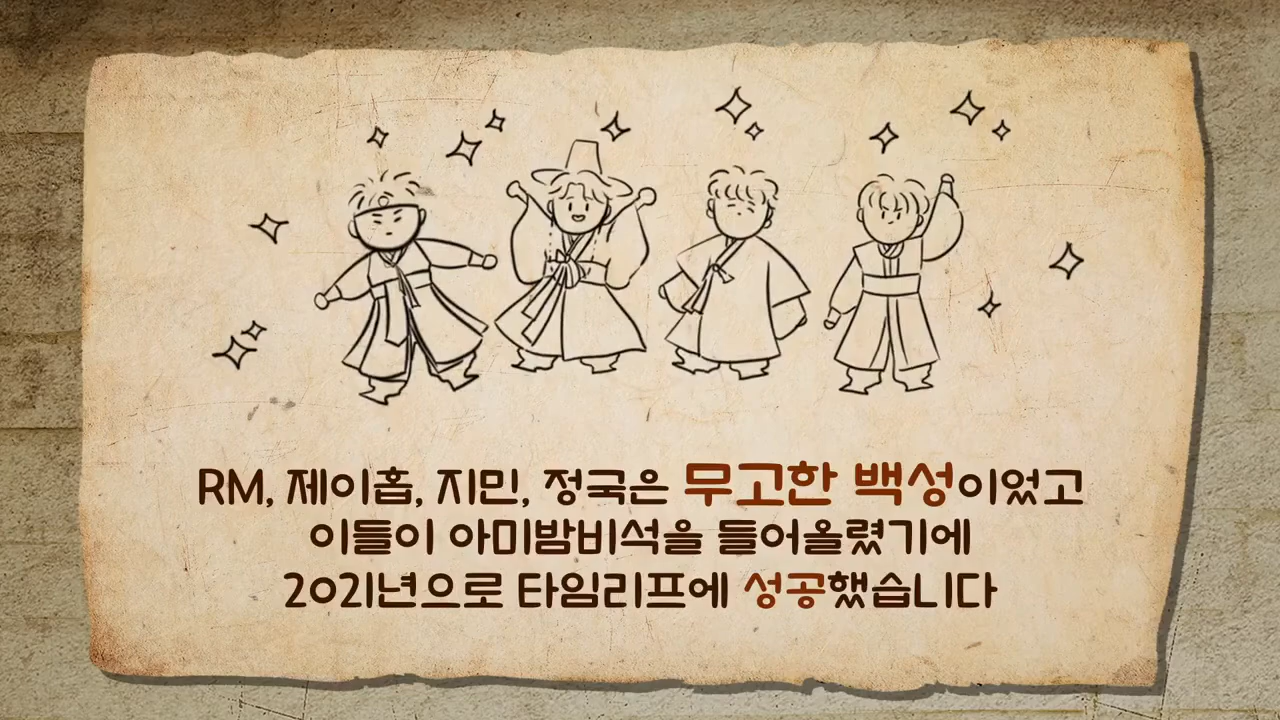 RM, 제이홉, 지민, 정국은 무고한 백성이었고
이들이 아미밤비석을 들어올렸기에
2021년으로 타임리프에 성공했습니다